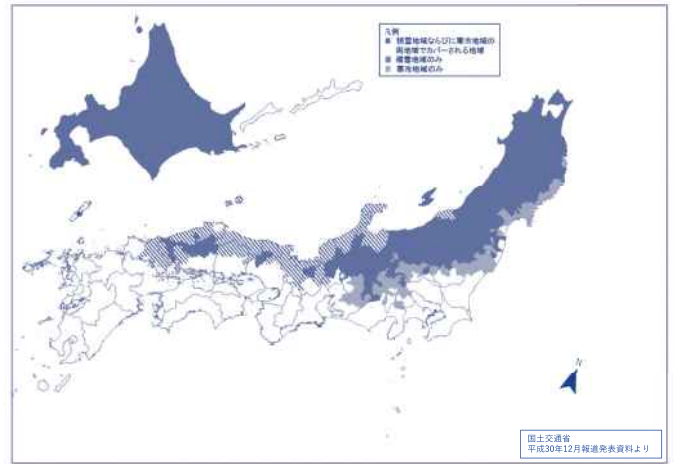 凡例
■ 積雪地域ならびに寒冷地域の
両地域でカバーされる地域
積雪地域のみ
寒冷地域のみ
N
国土交通省
平成30年12月報道発表資料より